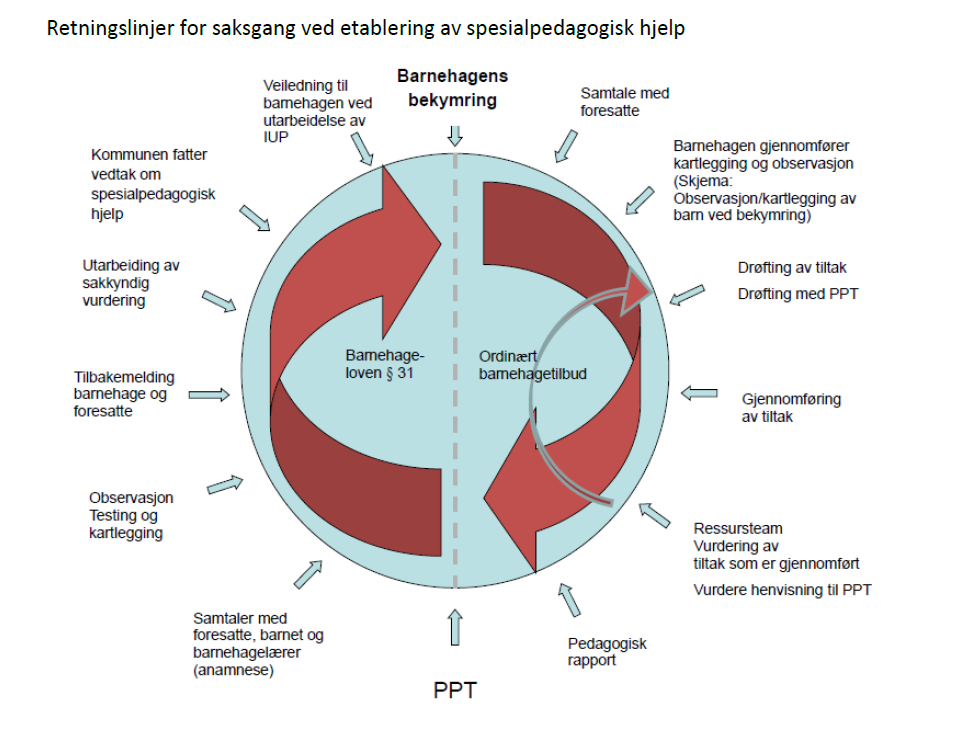 Retningslinjer for saksgang ved etablering av spesialpedagogisk hjelp
Barnehagens
bekymring
Samtale med
foresatte
Barnehagen gjennomfører
kartlegging og observasjon
(Skjema:
Observasjon/kartlegging av
barn ved bekymring)
Drøfting av tiltak
Drøfting med PPT
Gjennomføring
av tiltak
Ressursteam
Vurdering av
tiltak som er gjennomført
Vurdere henvisning til PPT
Pedagogisk
rapport
PPT
Samtaler med
foresatte, barnet og
barnehagelærer
(anamnese)
Observasjon
Testing og
kartlegging
Tilbakemelding
barnehage og
foresatte
Utarbeiding av
sakkyndig
vurdering
Kommunen fatter
vedtak om
spesialpedagogisk
hjelp
Veiledning til
barnehagen ved
utarbeidelse av
IUP
Barnehage-
loven § 31
Ordinært
barnehagetilbud